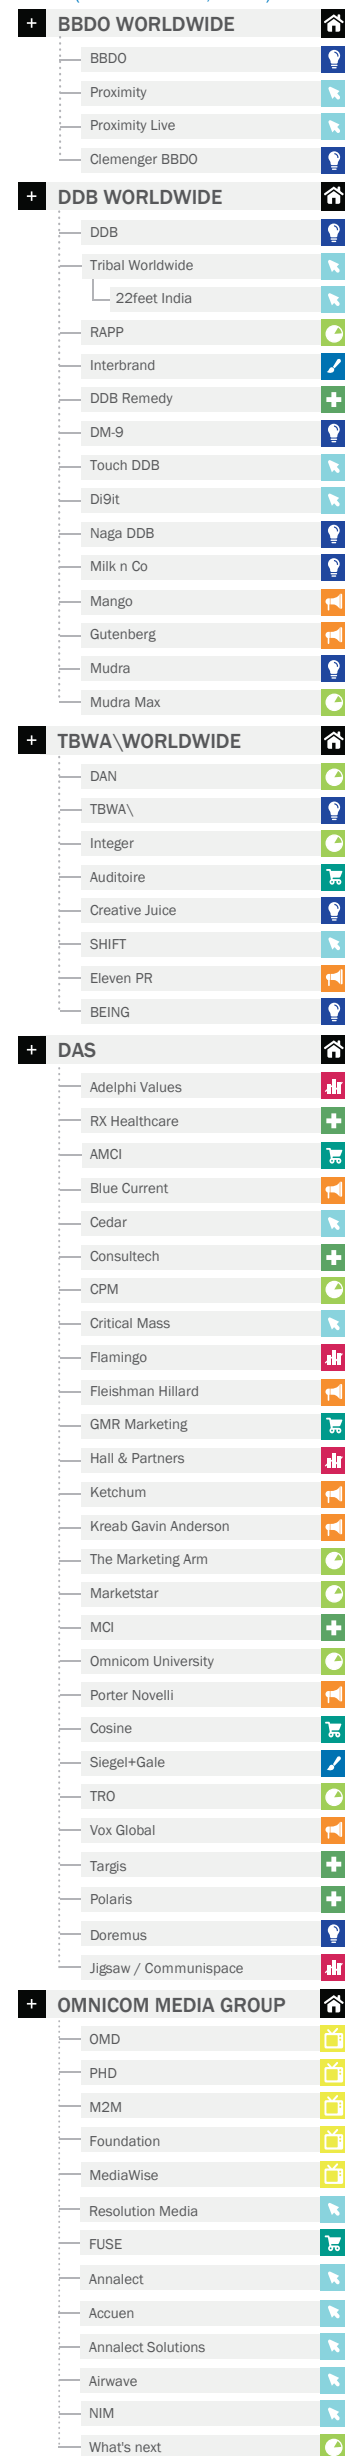 + BBDO WORLDWIDE
BBDO
Proximity
Proximity Live
Clemenger BBDO
+ DDB WORLDWIDE
DDB
Tribal Worldwide
22feet India
RAPP
Interbrand
DDB Remedy
DM-9
Touch DDB
Di9it
Naga DDB
Milk n Co
Mango
Gutenberg
Mudra
Mudra Max
+ TBWA\WORLDWIDE
DAN
TBWA\
Integer
Auditoire
Creative Juice
SHIFT
Eleven PR
BEING
+ DAS
Adelphi Values
RX Healthcare
AMCI
Blue Current
Cedar
Consultech
CPM
Critical Mass
Flamingo
Fleishman Hillard
GMR Marketing
Hall & Partners
Ketchum
Kreab Gavin Anderson
The Marketing Arm
Marketstar
MCI
Omnicom University
Porter Novelli
Cosine
Siegel+Gale
TRO
Vox Global
Targis
Polaris
Doremus
Jigsaw / Communispace
+ OMNICOM MEDIA GROUP
OMD
PHD
M2M
Foundation
MediaWise
Resolution Media
FUSE
Annalect
Accuen
Annalect Solutions
Airwave
NIM
What's next